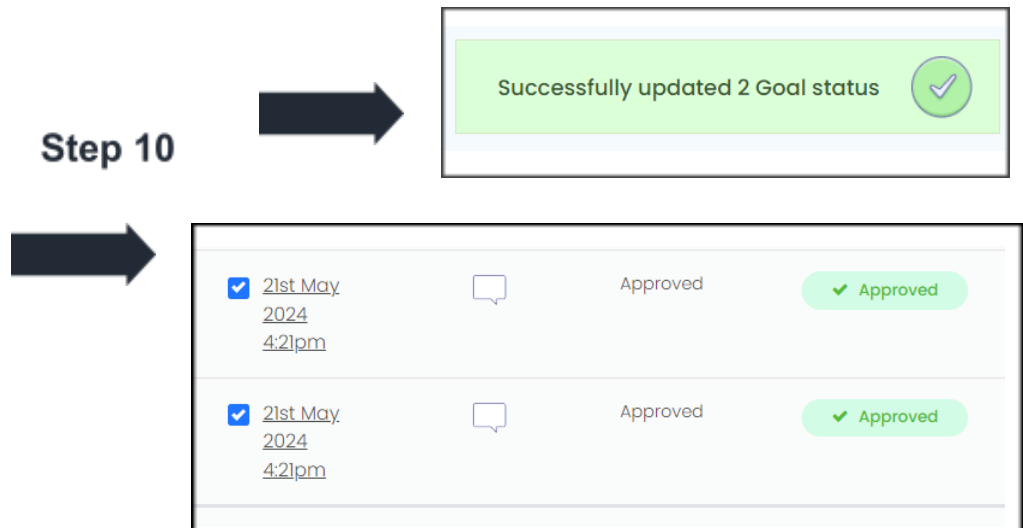 Successfully updated 2 Goal status
Step 10
21st May
2024
4:21pm
Approved
Approved
21st May
2024
4:21pm
Approved
Approved